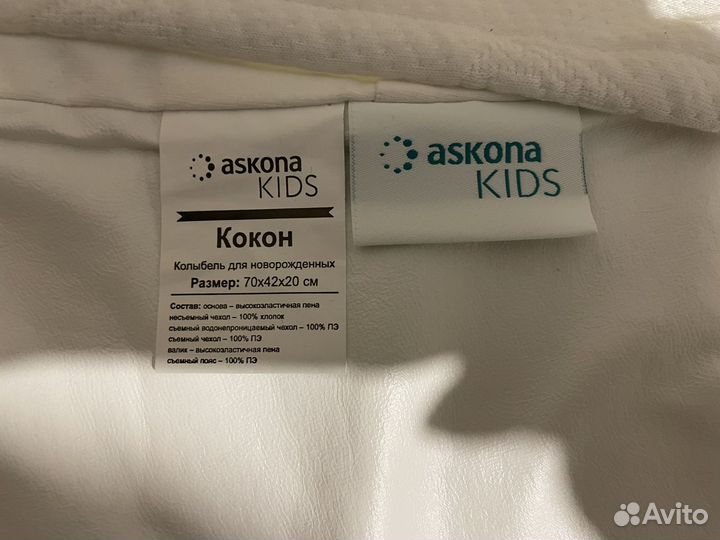 askona
KIDS
Кокон
Колыбель для новорожденных
Размер: 70x42x20 см
Состав: основа – высокоэластичная пена
несъемный чехол – 100% хлопок
съемный водонепроницаемый чехол – 100% ПЭ
съемный чехол – 100% ПЭ
валик – высокоэластичная пена
съемный пояс – 100% ПЭ
askona
KIDS
Avito